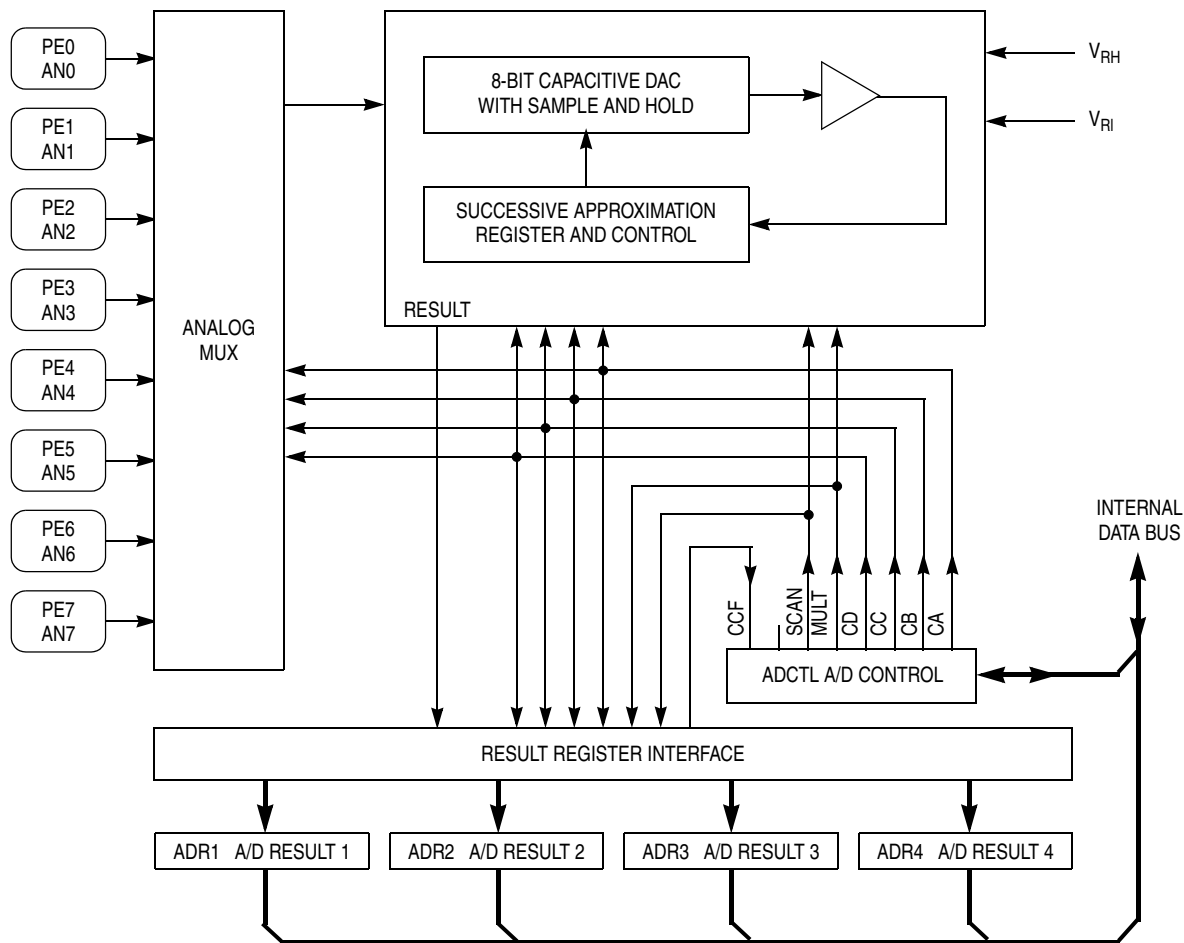 PE0
AN0
PE1
AN1
PE2
AN2
PE3
AN3
PE4
AN4
PE5
AN5
PE6
AN6
PE7
AN7
ANALOG
MUX
8-BIT CAPACITIVE DAC
WITH SAMPLE AND HOLD
SUCCESSIVE APPROXIMATION
REGISTER AND CONTROL
RESULT
VRH
VRI
INTERNAL
DATA BUS
CCF
SCAN
MULT
CD
CC
CB
CA
ADCTL A/D CONTROL
RESULT REGISTER INTERFACE
ADR1 A/D RESULT 1
ADR2 A/D RESULT 2
ADR3 A/D RESULT 3
ADR4 A/D RESULT 4